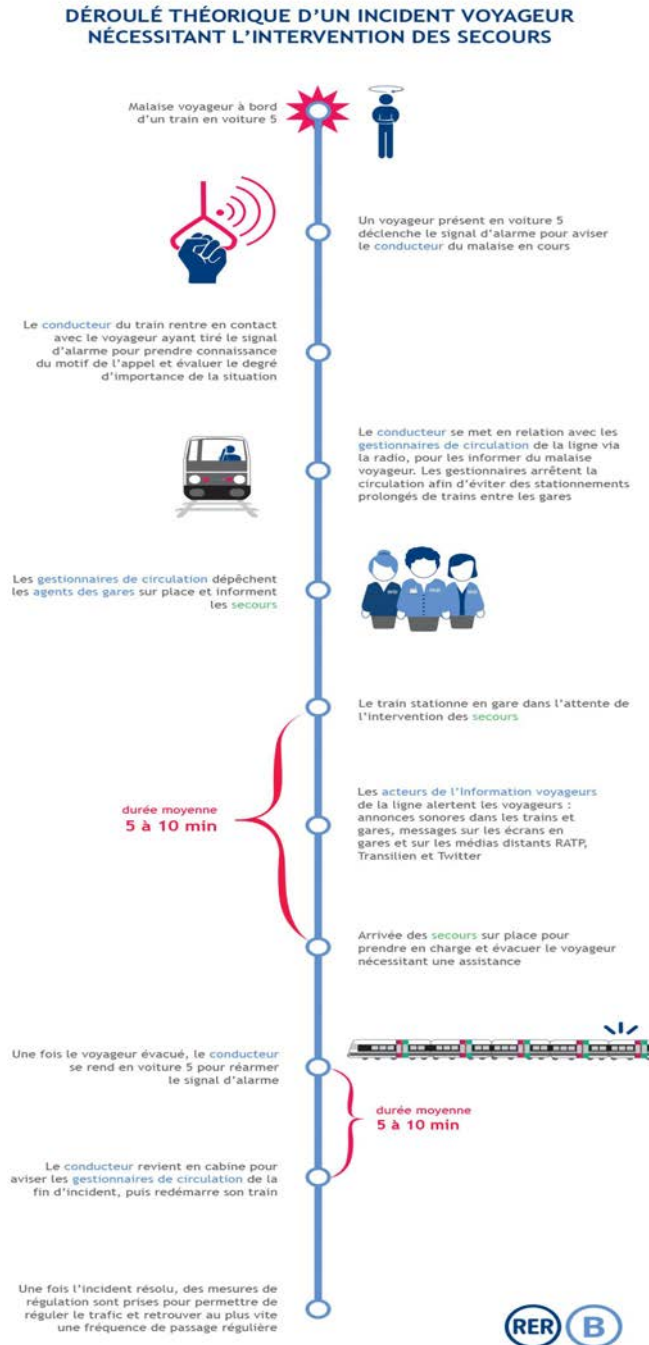 DÉROULÉ THÉORIQUE D'UN INCIDENT VOYAGEUR
NÉCESSITANT L'INTERVENTION DES SECOURS
Malaise voyageur à bord
d'un train en voiture 5
Un voyageur présent en voiture 5
déclenche le signal d'alarme pour aviser
le conducteur du malaise en cours
Le conducteur du train rentre en contact
avec le voyageur ayant tiré le signal
d'alarme pour prendre connaissance
du motif de l'appel et évaluer le degré
d'importance de la situation
Le conducteur se met en relation avec les
gestionnaires de circulation de la ligne via
la radio, pour les informer du malaise
voyageur. Les gestionnaires arrêtent la
circulation afin d'éviter des stationnements
prolongés de trains entre les gares
Les gestionnaires de circulation dépêchent
les agents des gares sur place et informent
les secours
Le train stationne en gare dans l'attente de
l'intervention des secours
durée moyenne
5 à 10 min
Les acteurs de l'Information voyageurs
de la ligne alertent les voyageurs :
annonces sonores dans les trains et
gares, messages sur les écrans en
gares et sur les médias distants RATP,
Transilien et Twitter
Arrivée des secours sur place pour
prendre en charge et évacuer le voyageur
nécessitant une assistance
Une fois le voyageur évacué, le conducteur
se rend en voiture 5 pour réarmer
le signal d'alarme
durée moyenne
5 à 10 min
Le conducteur revient en cabine pour
aviser les gestionnaires de circulation de la
fin d'incident, puis redémarre son train
Une fois l'incident résolu, des mesures de
régulation sont prises pour permettre de
réguler le trafic et retrouver au plus vite
une fréquence de passage régulière
RER B